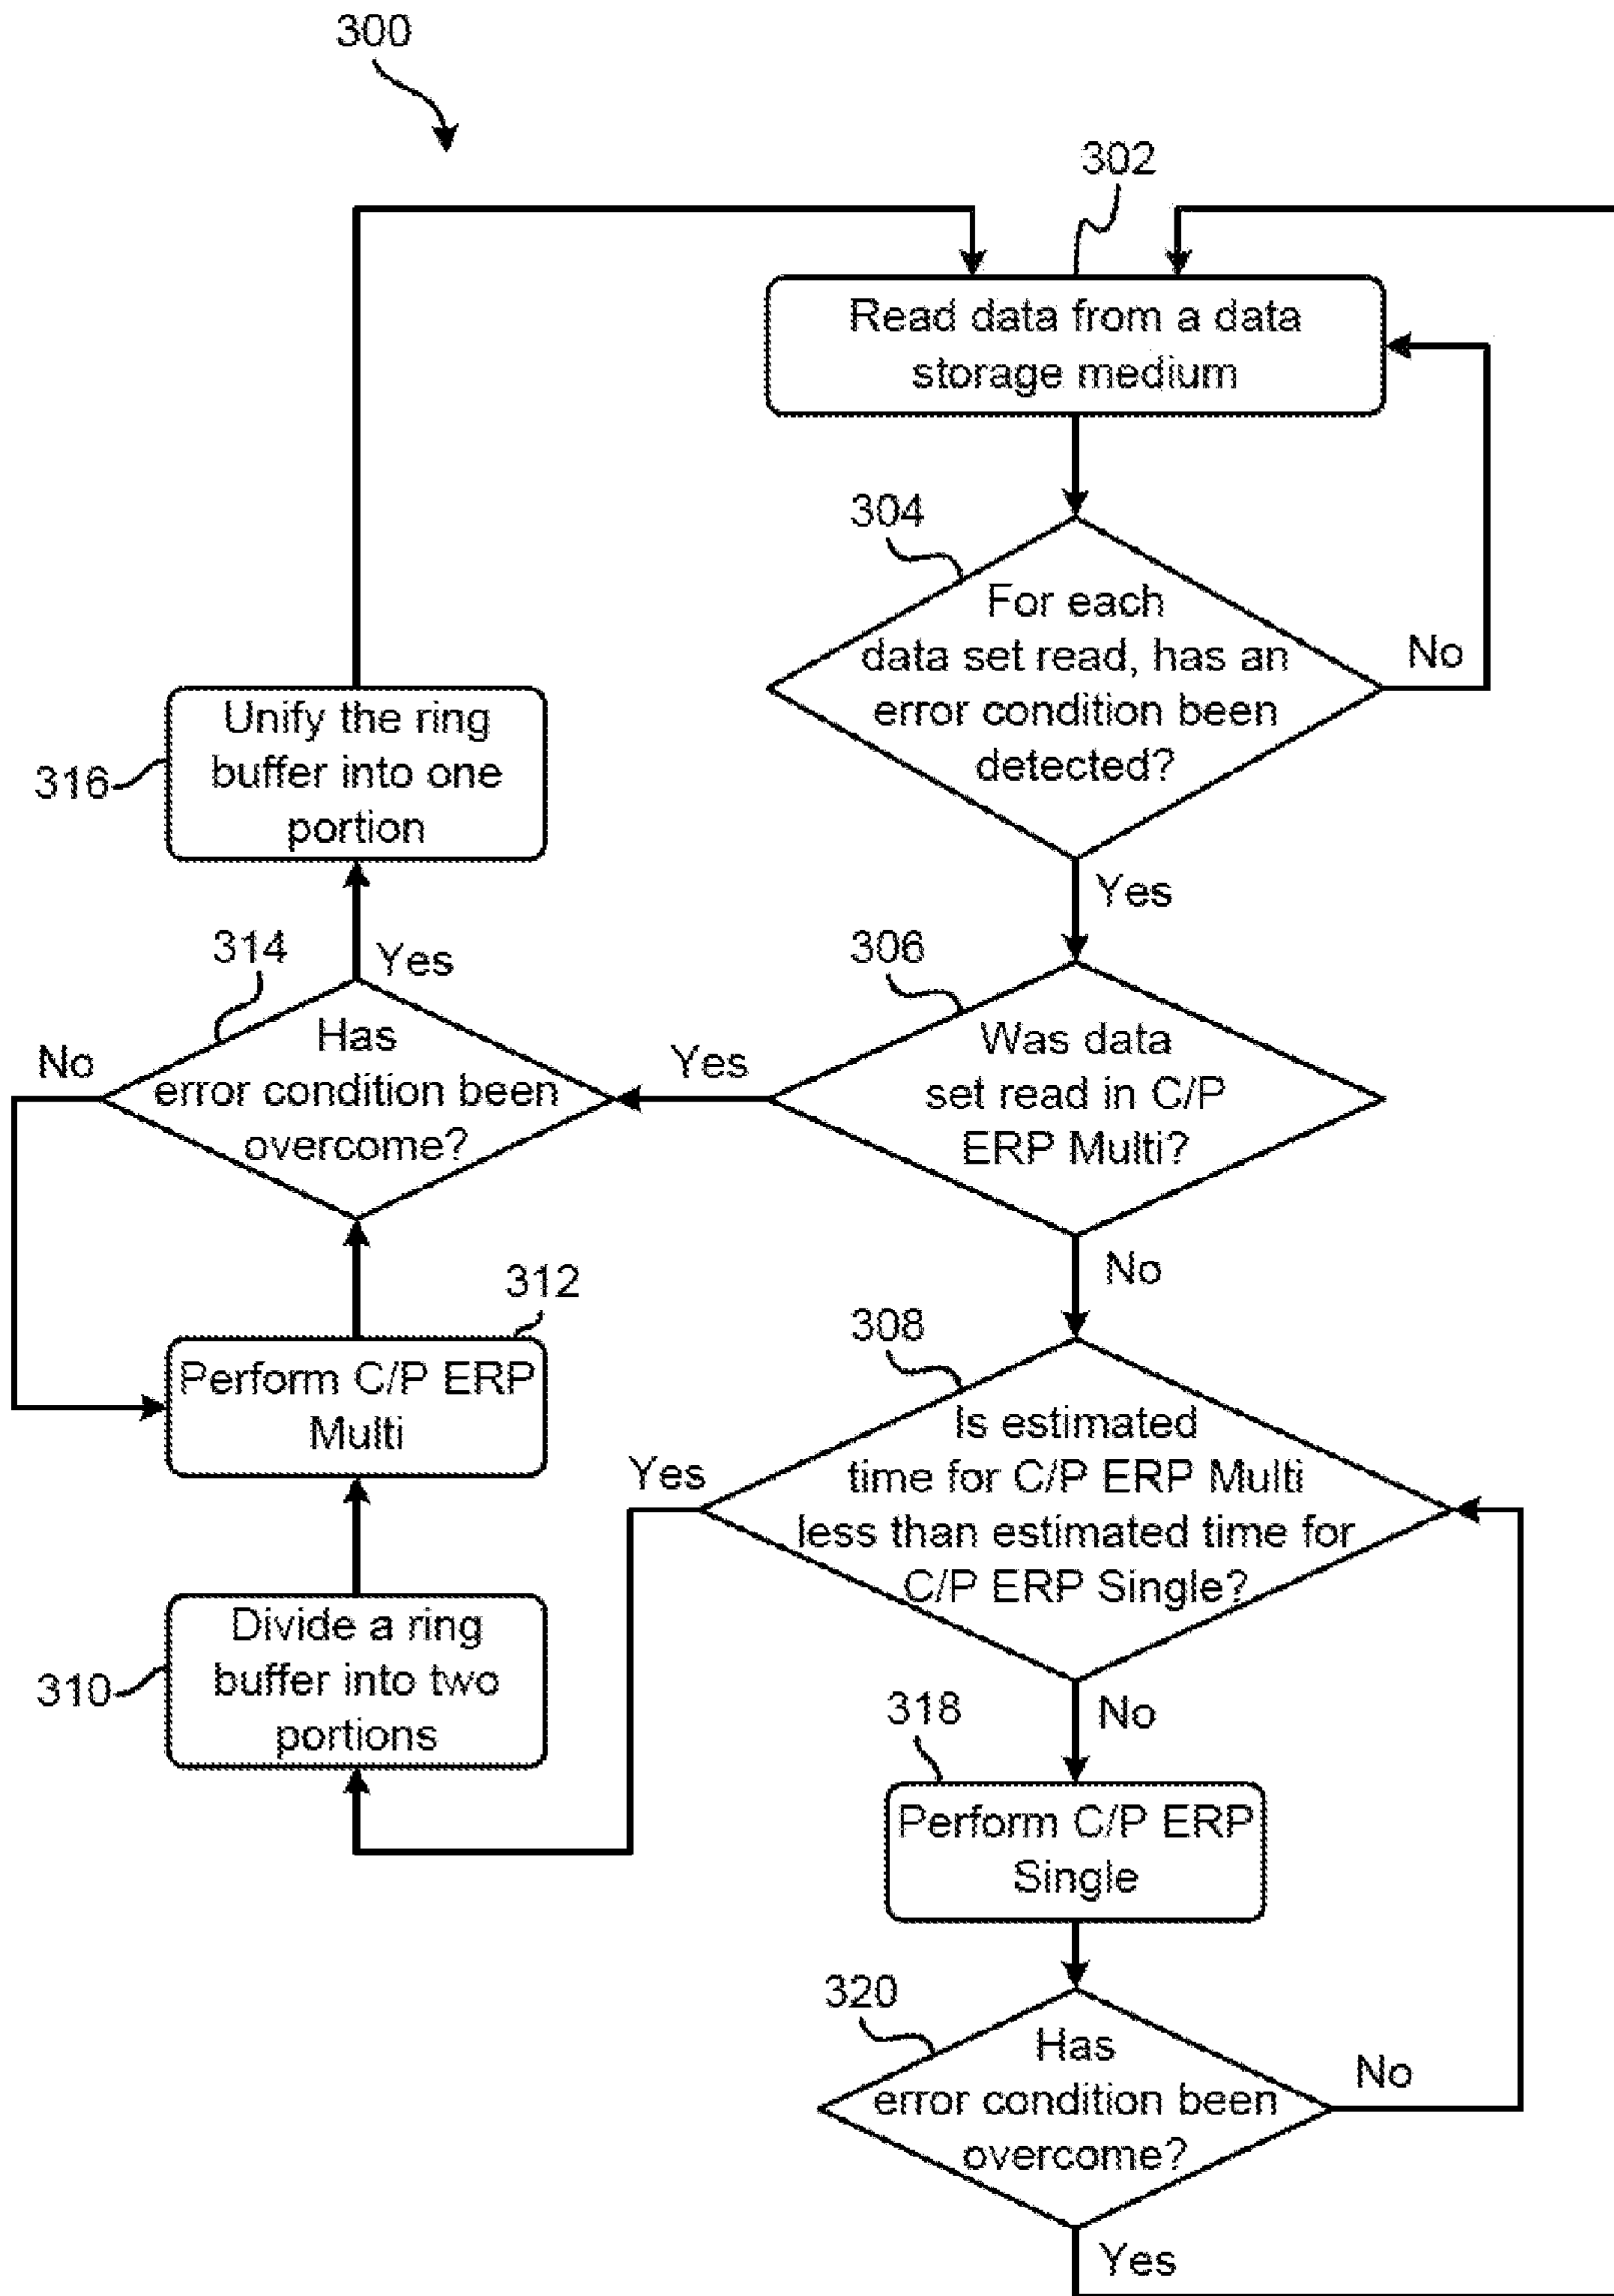 300
302
Read data from a data
storage medium
304
For each
data set read, has an
error condition been
detected?
No
Yes
316
Unify the ring
buffer into one
portion
314
Yes
No
Has
error condition been
overcome?
Yes
306
Was data
set read in C/P
ERP Multi?
No
312
Perform C/P ERP
Multi
308
Is estimated
time for C/P ERP Multi
less than estimated time for
C/P ERP Single?
Yes
No
310
Divide a ring
buffer into two
portions
318
Perform C/P ERP
Single
320
Has
error condition been
overcome?
No
Yes